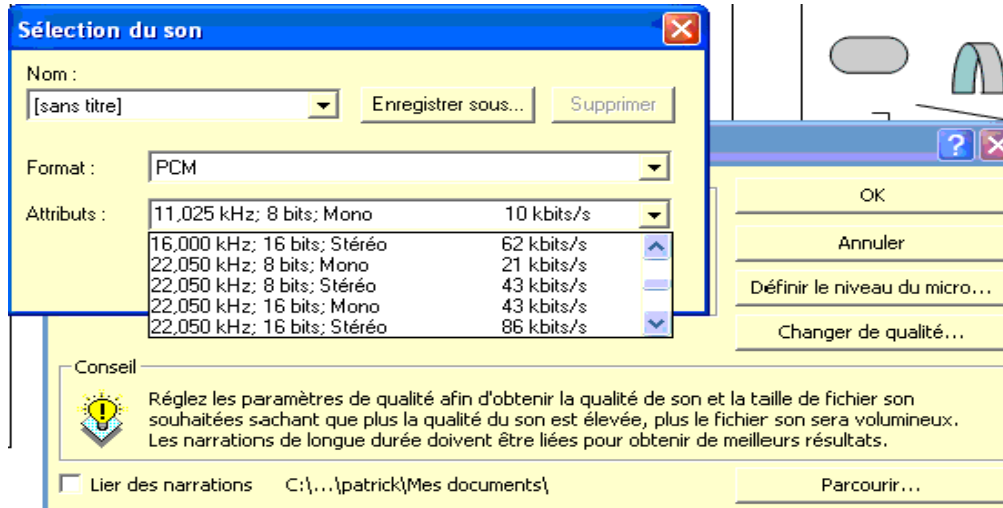 Sélection du son
Nom :
[sans titre] Enregistrer sous... Supprimer
Format : PCM
Attributs : 11,025 kHz; 8 bits; Mono 10 kbits/s
16,000 kHz; 16 bits; Stéréo 62 kbits/s
22,050 kHz; 8 bits; Mono 21 kbits/s
22,050 kHz; 8 bits; Stéréo 43 kbits/s
22,050 kHz; 16 bits; Mono 43 kbits/s
22,050 kHz; 16 bits; Stéréo 86 kbits/s
?
OK
Annuler
Définir le niveau du micro...
Changer de qualité...
Conseil
Réglez les paramètres de qualité afin d'obtenir la qualité de son et la taille de fichier son
souhaitées sachant que plus la qualité du son est élevée, plus le fichier son sera volumineux.
Les narrations de longue durée doivent être liées pour obtenir de meilleurs résultats.
Lier des narrations C:\...\patrick\Mes documents\ Parcourir...